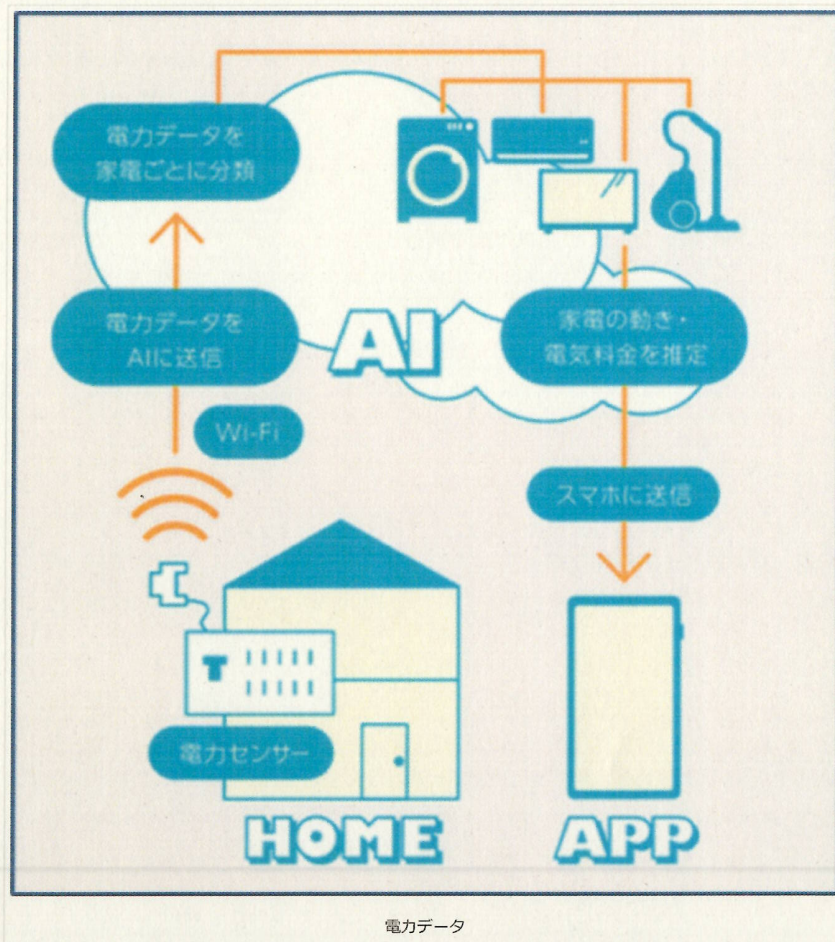 電力データを
家電ごとに分類
電力データを
AIに送信
AI
家電の動き・
電気料金を推定
Wi-Fi
スマホに送信
電力センサー
HOME
APP
電力データ